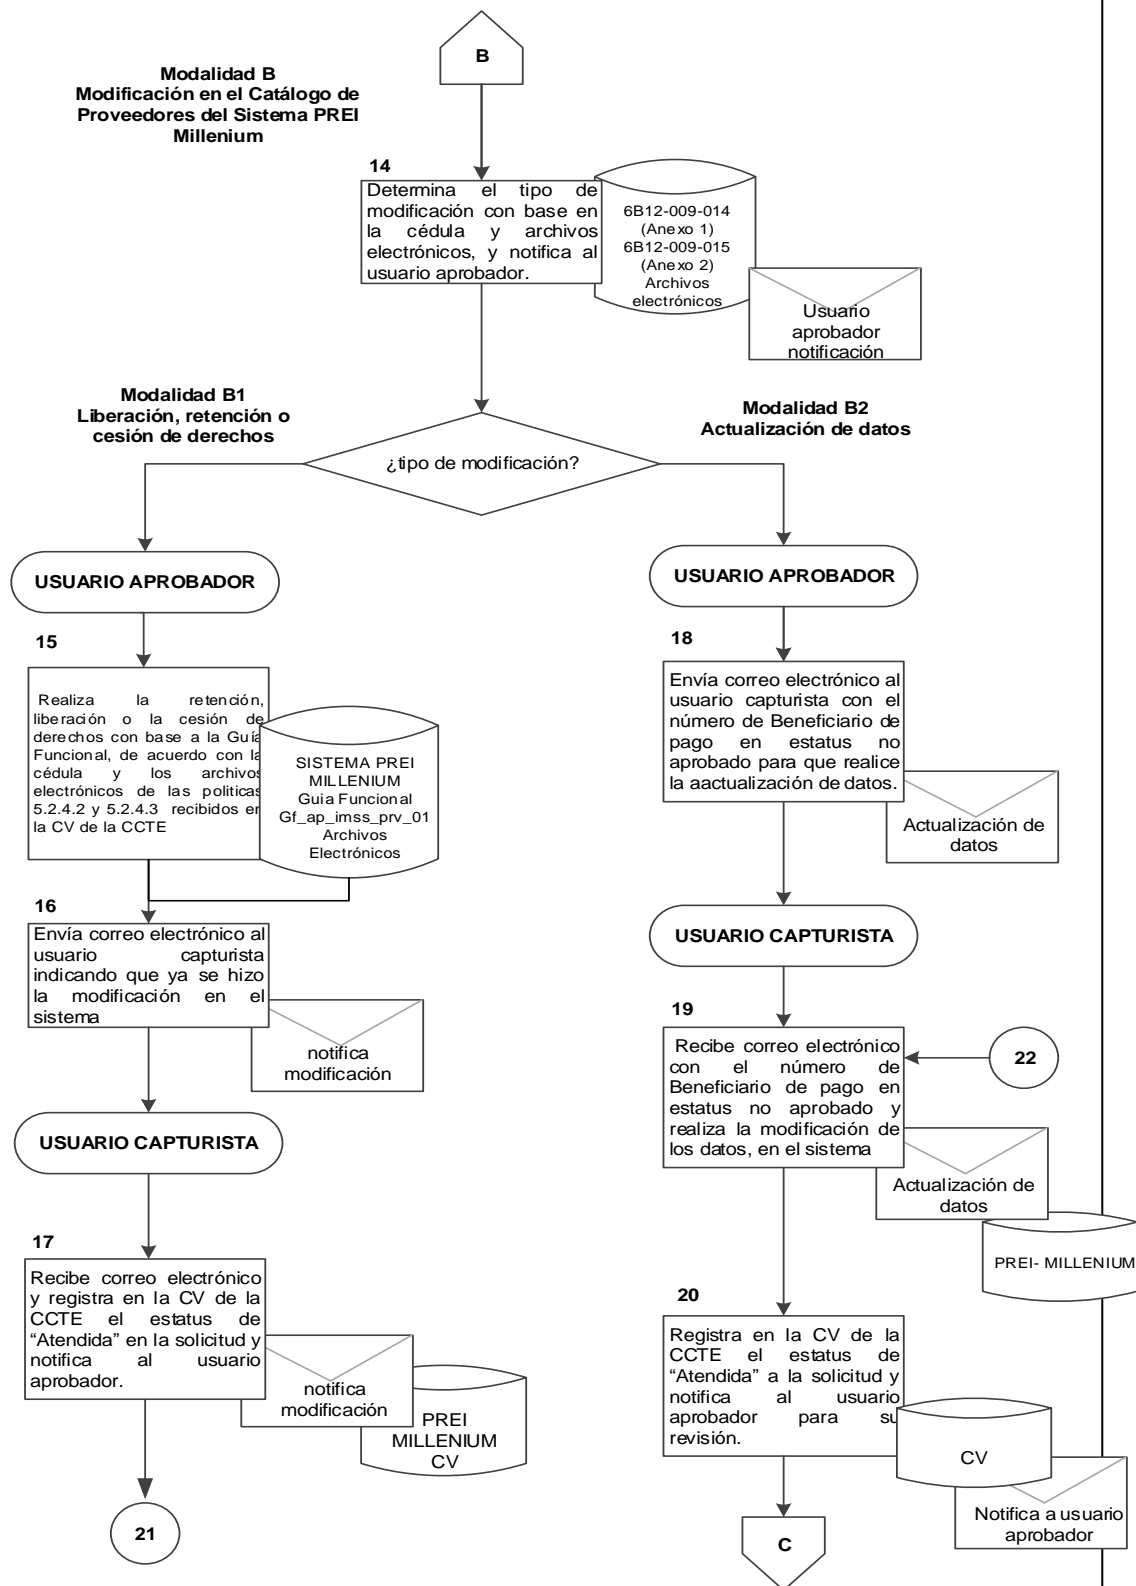 B
Modalidad B
Modificación en el Catálogo de
Proveedores del Sistema PREI
Millenium
14
Determina el tipo de
modificación con base en
la cédula y archivos
electrónicos, y notifica al
usuario aprobador.
6B12-009-014
(Anexo 1)
6B12-009-015
(Anexo 2)
Archivos
electrónicos
Usuario
aprobador
notificación
Modalidad B1
Liberación, retención o
cesión de derechos
Modalidad B2
Actualización de datos
¿tipo de modificación?
USUARIO APROBADOR
15
Realiza la retención,
liberación o la cesión de
derechos con base a la Guía
Funcional, de acuerdo con la
cédula y los archivos
electrónicos de las politicas
5.2.4.2 y 5.2.4.3 recibidos en
la CV de la CCTE
SISTEMA PREI
MILLENIUM
Guia Funcional
Gf_ap_imss_prv_01
Archivos
Electrónicos
16
Envía correo electrónico al
usuario capturista
indicando que ya se hizo
la modificación en el
sistema
notifica
modificación
USUARIO CAPTURISTA
17
Recibe correo electrónico
y registra en la CV de la
CCTE el estatus de
“Atendida” en la solicitud y
notifica al usuario
aprobador.
notifica
modificación
PREI
MILLENIUM
CV
21
USUARIO APROBADOR
18
Envía correo electrónico al
usuario capturista con el
número de Beneficiario de
pago en estatus no
aprobado para que realice
la aactualización de datos.
Actualización de
datos
USUARIO CAPTURISTA
19
Recibe correo electrónico
con el número de
Beneficiario de pago en
estatus no aprobado y
realiza la modificación de
los datos, en el sistema
22
Actualización de
datos
PREI- MILLENIUM
20
Registra en la CV de la
CCTE el estatus de
“Atendida” a la solicitud y
notifica al usuario
aprobador para su
revisión.
CV
Notifica a usuario
aprobador
C